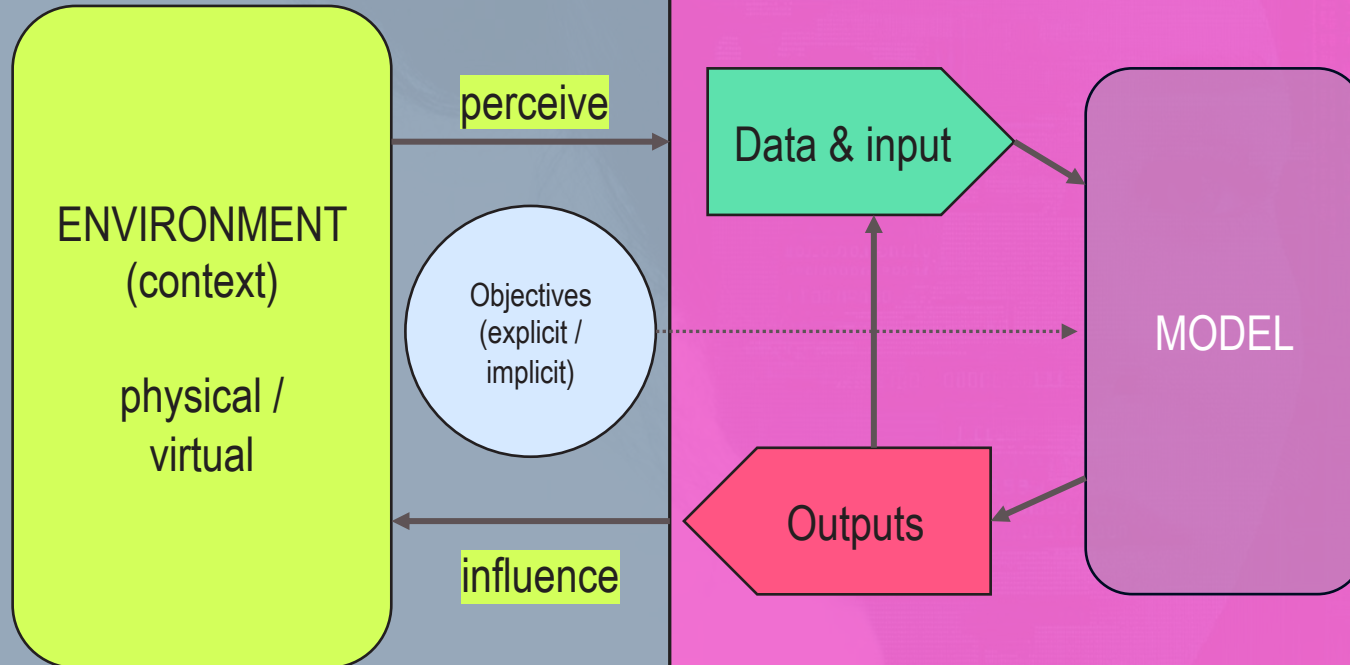 ENVIRONMENT
(context)
physical /
virtual
perceive
Objectives
(explicit /
implicit)
influence
Data & input
Outputs
MODEL